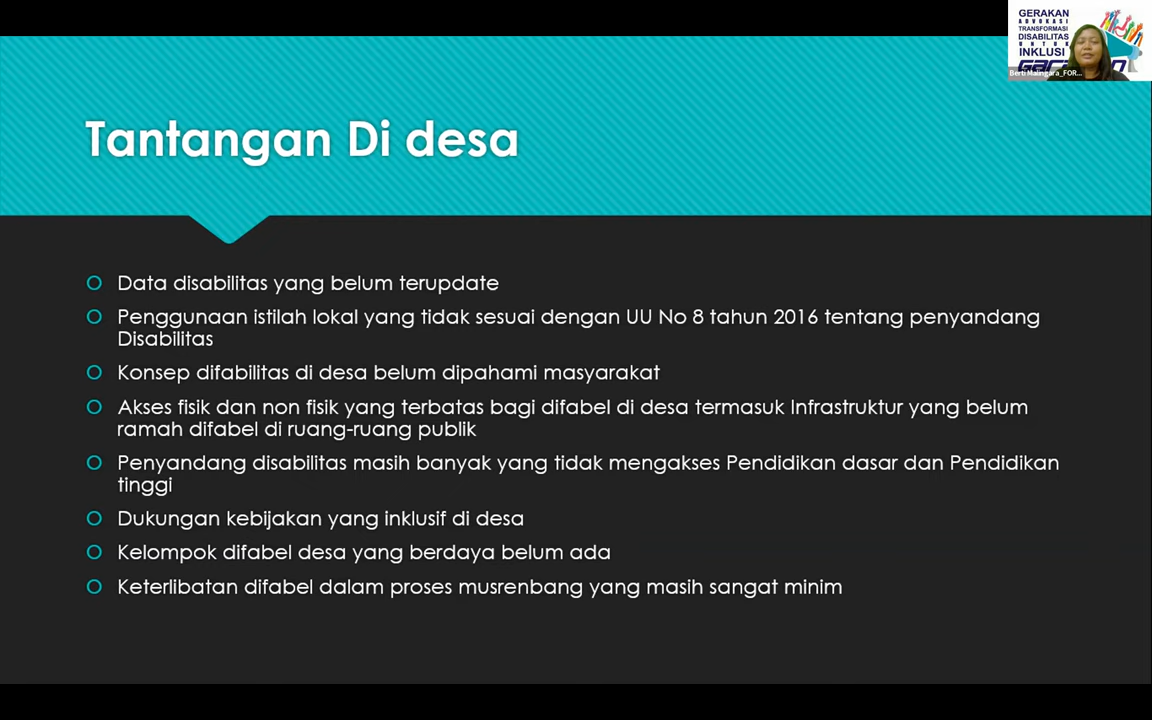 GERAKAN
ADVOKASI
TRANSFORMASI
DISABILITAS
UNTUK
INKLUSI
Berti Malingara_FOR...
Tantangan Di desa
Data disabilitas yang belum terupdate
Penggunaan istilah lokal yang tidak sesuai dengan UU No 8 tahun 2016 tentang penyandang
Disabilitas
Konsep difabilitas di desa belum dipahami masyarakat
Akses fisik dan non fisik yang terbatas bagi difabel di desa termasuk Infrastruktur yang belum
ramah difabel di ruang-ruang publik
Penyandang disabilitas masih banyak yang tidak mengakses Pendidikan dasar dan Pendidikan
tinggi
Dukungan kebijakan yang inklusif di desa
Kelompok difabel desa yang berdaya belum ada
Keterlibatan difabel dalam proses musrenbang yang masih sangat minim